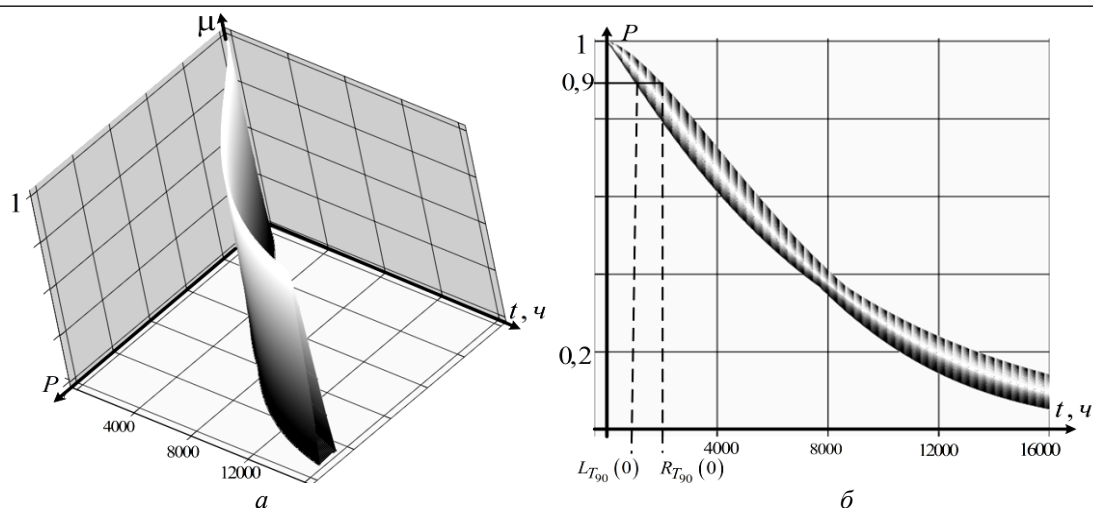 μ
1
P
t, ч
4000
8000
12000
а
P
1
0,9
0,2
t, ч
4000
8000
12000
16000
L_{T_{90}}(0)
R_{T_{90}}(0)
б